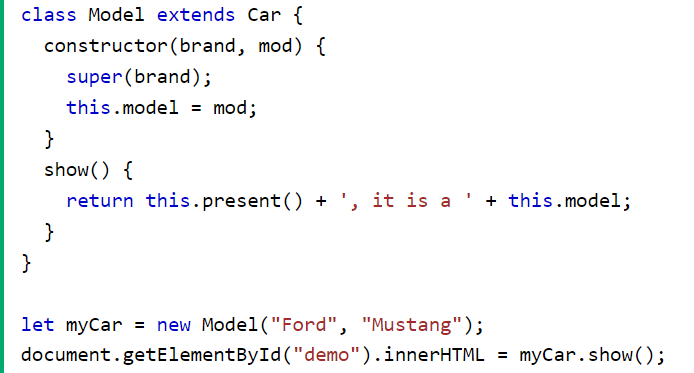 class Model extends Car {
  constructor(brand, mod) {
    super(brand);
    this.model = mod;
  }
  show() {
    return this.present() + ', it is a ' + this.model;
  }
}

let myCar = new Model("Ford", "Mustang");
document.getElementById("demo").innerHTML = myCar.show();